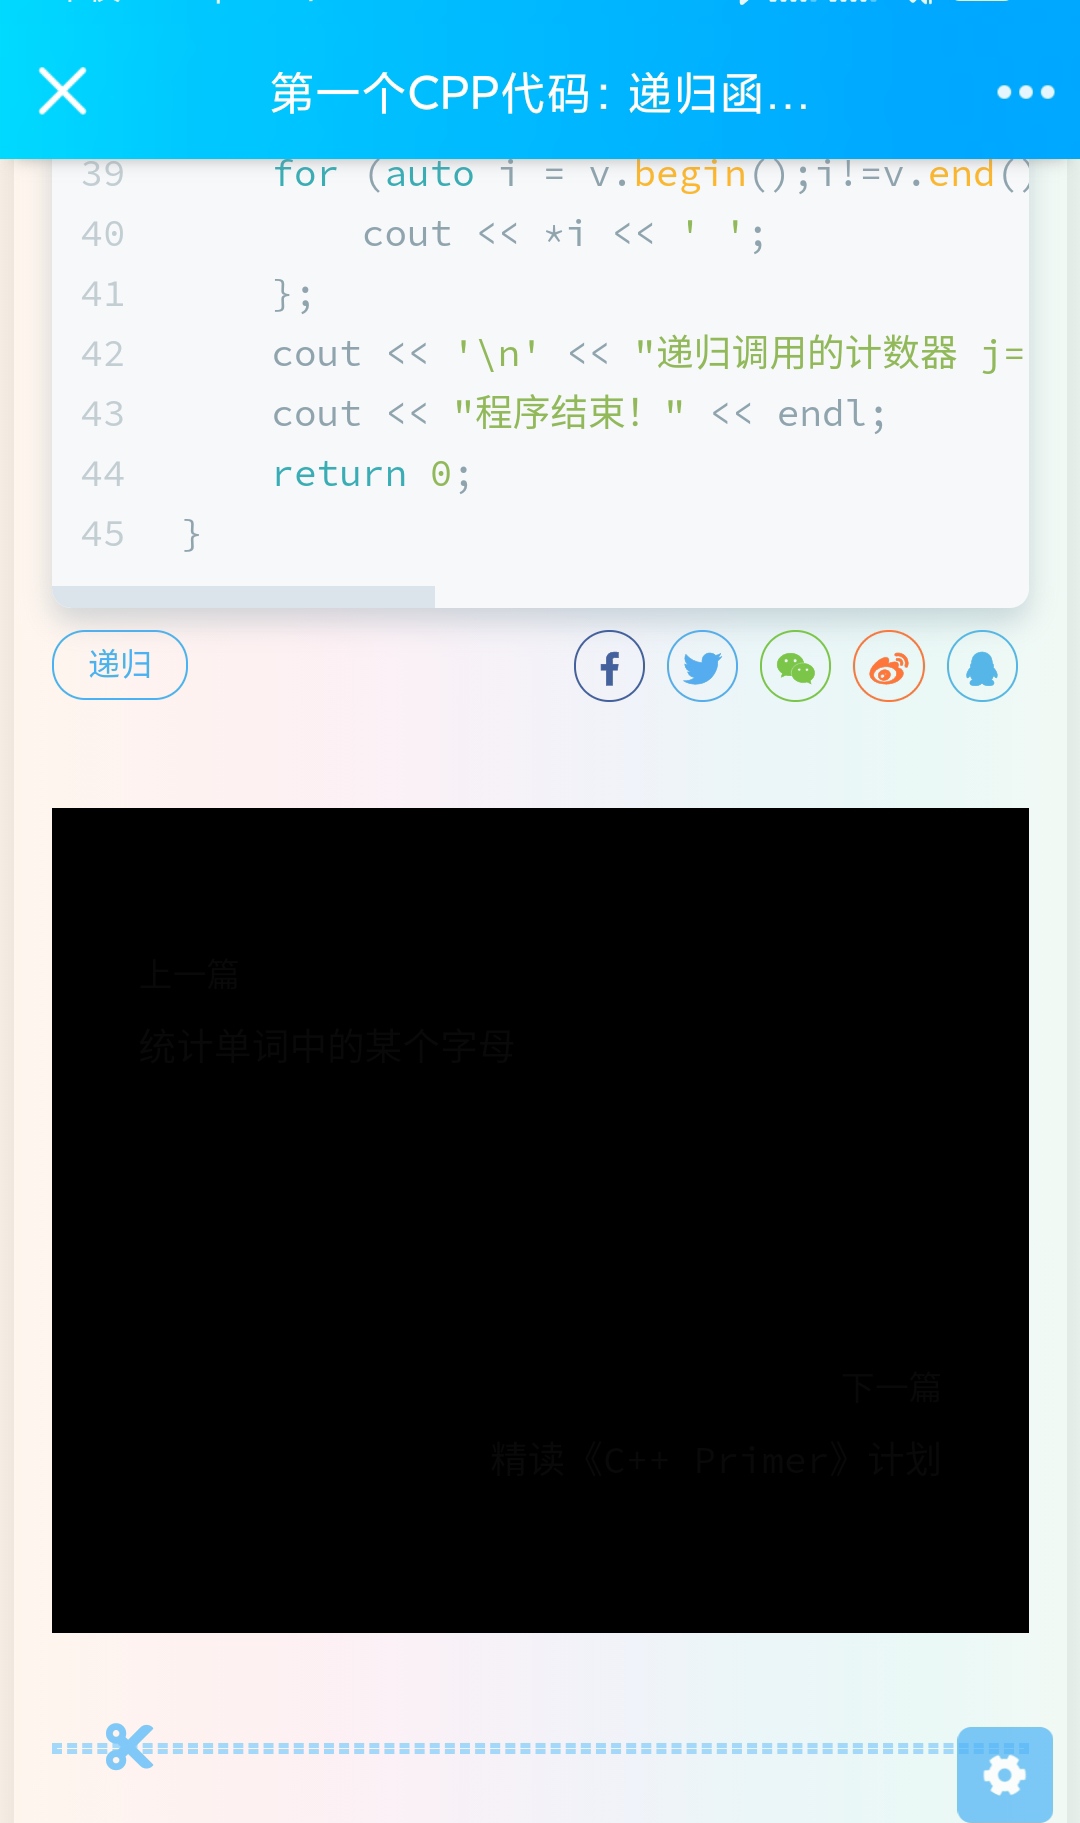 第一个CPP代码：递归函...
39 for (auto i = v.begin();i!=v.end()
40 cout << *i << ' ';
41 };
42 cout << '\n' << "递归调用的计数器 j=
43 cout << "程序结束！" << endl;
44 return 0;
45 }
递归
上一篇
统计单词中的某个字母
下一篇
精读《C++ Primer》计划